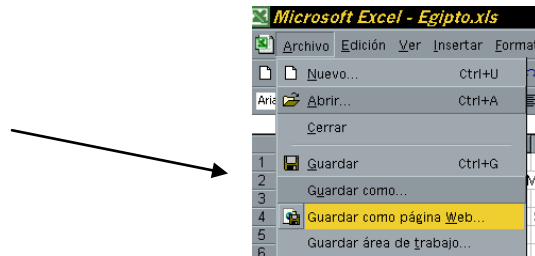 Microsoft Excel - Egipto.xls
Archivo Edición Ver Insertar Format
Nuevo... Ctrl+U
Aria Abrir... Ctrl+A
Cerrar
1 Guardar Ctrl+G
2 Guardar como...
3
4 Guardar como página Web...
5 Guardar área de trabajo...
6